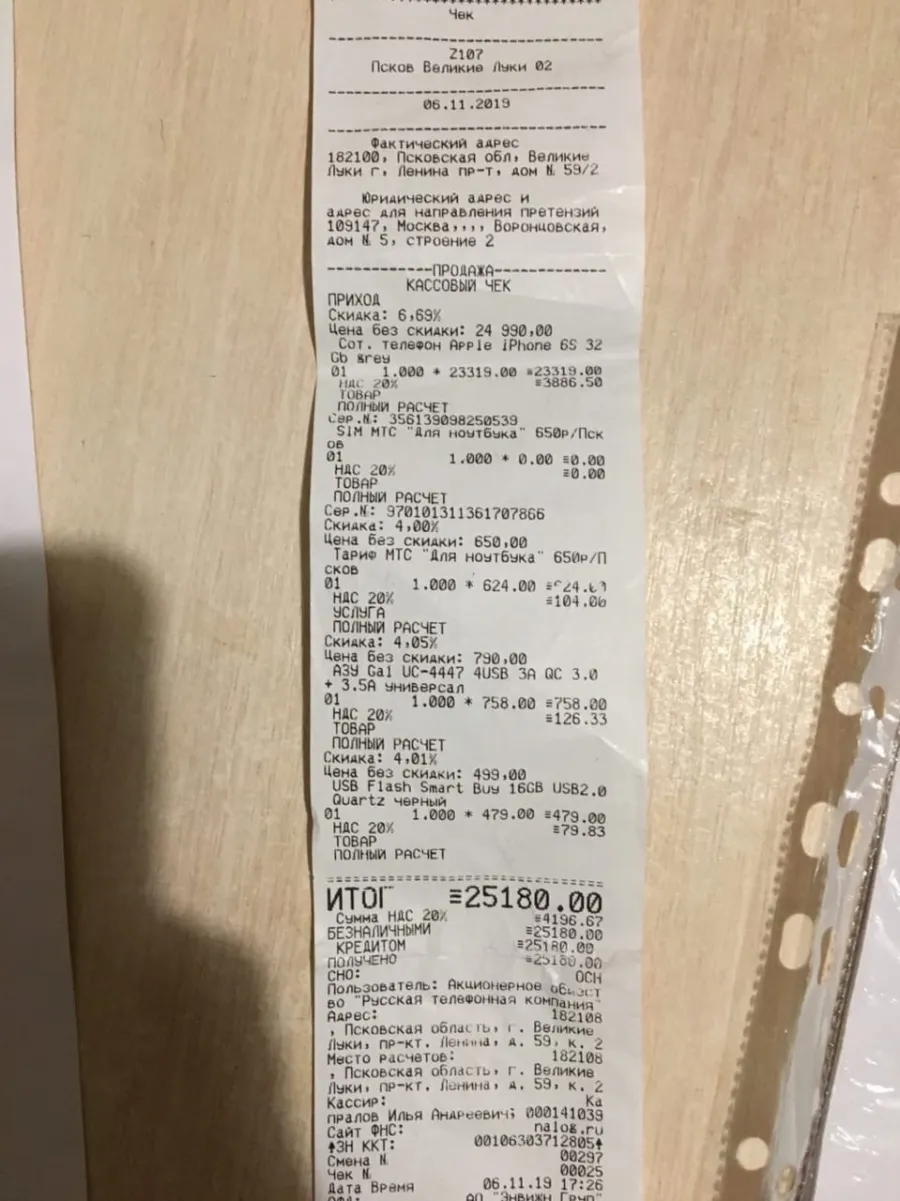 Чек
Z107
Псков Великие Луки 02
06.11.2019
Фактический адрес
182100, Псковская обл, Великие
Луки г, Ленина пр-т, дом № 59/2
Юридический адрес и
адрес для направления претензий
109147, Москва,,,, Воронцовская,
дом № 5, строение 2
------------ПРОДАЖА------------
КАССОВЫЙ ЧЕК
ПРИХОД
Скидка: 6,69%
Цена без скидки: 24 990,00
Сот. телефон Apple iPhone 6S 32
Gb grey
01 1.000 * 23319.00 ≡23319.00
НДС 20% ≡3886.50
ТОВАР
ПОЛНЫЙ РАСЧЕТ
Сер.№: 356139098250539
SIM МТС "Для ноутбука" 650р/Пск
ов
01 1.000 * 0.00 ≡0.00
НДС 20% ≡0.00
ТОВАР
ПОЛНЫЙ РАСЧЕТ
Сер.№: 970101311361707866
Скидка: 4,00%
Цена без скидки: 650,00
Тариф МТС "Для ноутбука" 650р/П
сков
01 1.000 * 624.00
НДС 20% ≡104.00
УСЛУГА
ПОЛНЫЙ РАСЧЕТ
Скидка: 4,05%
Цена без скидки: 790,00
АЗУ Gal UC-4447 4USB 3A QC 3.0
+ 3.5A универсал
01 1.000 * 758.00 ≡758.00
НДС 20% ≡126.33
ТОВАР
ПОЛНЫЙ РАСЧЕТ
Скидка: 4,01%
Цена без скидки: 499,00
USB Flash Smart Buy 16GB USB2.0
Quartz черный
01 1.000 * 479.00 ≡479.00
НДС 20% ≡79.83
ТОВАР
ПОЛНЫЙ РАСЧЕТ
ИТОГ ≡25180.00
Сумма НДС 20% ≡4196.67
БЕЗНАЛИЧНЫМИ ≡25180.00
КРЕДИТОМ ≡25180.00
ПОЛУЧЕНО ≡25180.00
СНО: ОСН
Пользователь: Акционерное общест
во "Русская телефонная компания"
Адрес: 182108
, Псковская область, г. Великие
Луки, пр-кт. Ленина, д. 59, к. 2
Место расчетов: 182108
, Псковская область, г. Великие
Луки, пр-кт. Ленина, д. 59, к. 2
Кассир: Ка
пралов Илья Андреевич; 000141039
Сайт ФНС: nalog.ru
ЗН ККТ: 00106303712805
Смена № 00297
Чек № 00025
Дата Время 06.11.19 17:26
ОФД: АО "Энвижн Груп"